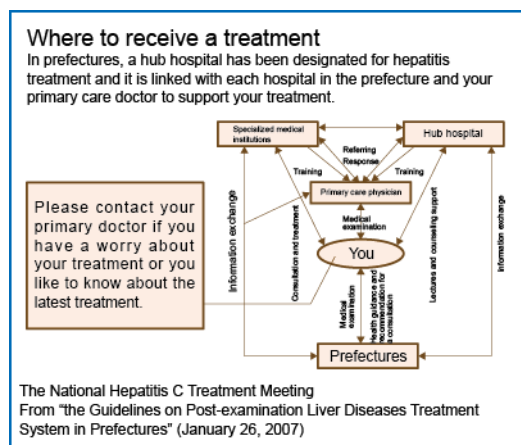 Where to receive a treatment
In prefectures, a hub hospital has been designated for hepatitis
treatment and it is linked with each hospital in the prefecture and your
primary care doctor to support your treatment.
Specialized medical
institutions
Hub hospital
Referring
Response
Training
Training
Primary care physician
Medical
examination
You
Please contact your
primary doctor if you
have a worry about
your treatment or you
like to know about the
latest treatment.
Information exchange
Consultation and treatment
Lectures and counseling support
Information exchange
Medical
examination
Health guidance and
recommendation for
a consultation
Prefectures
The National Hepatitis C Treatment Meeting
From “the Guidelines on Post-examination Liver Diseases Treatment
System in Prefectures” (January 26, 2007)